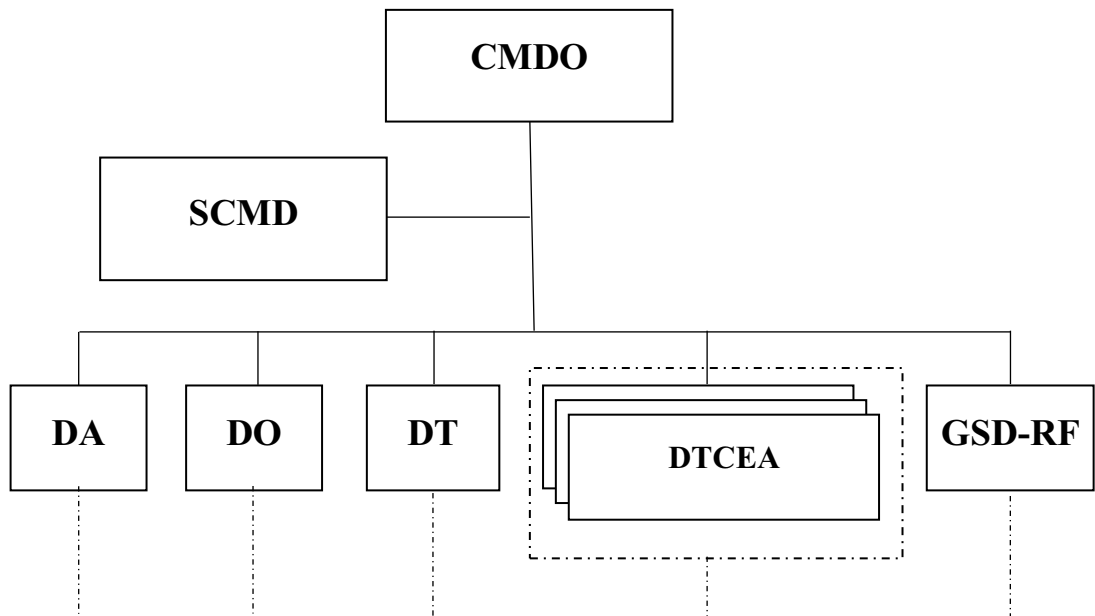 CMDO
SCMD
DA
DO
DT
DTCEA
GSD-RF